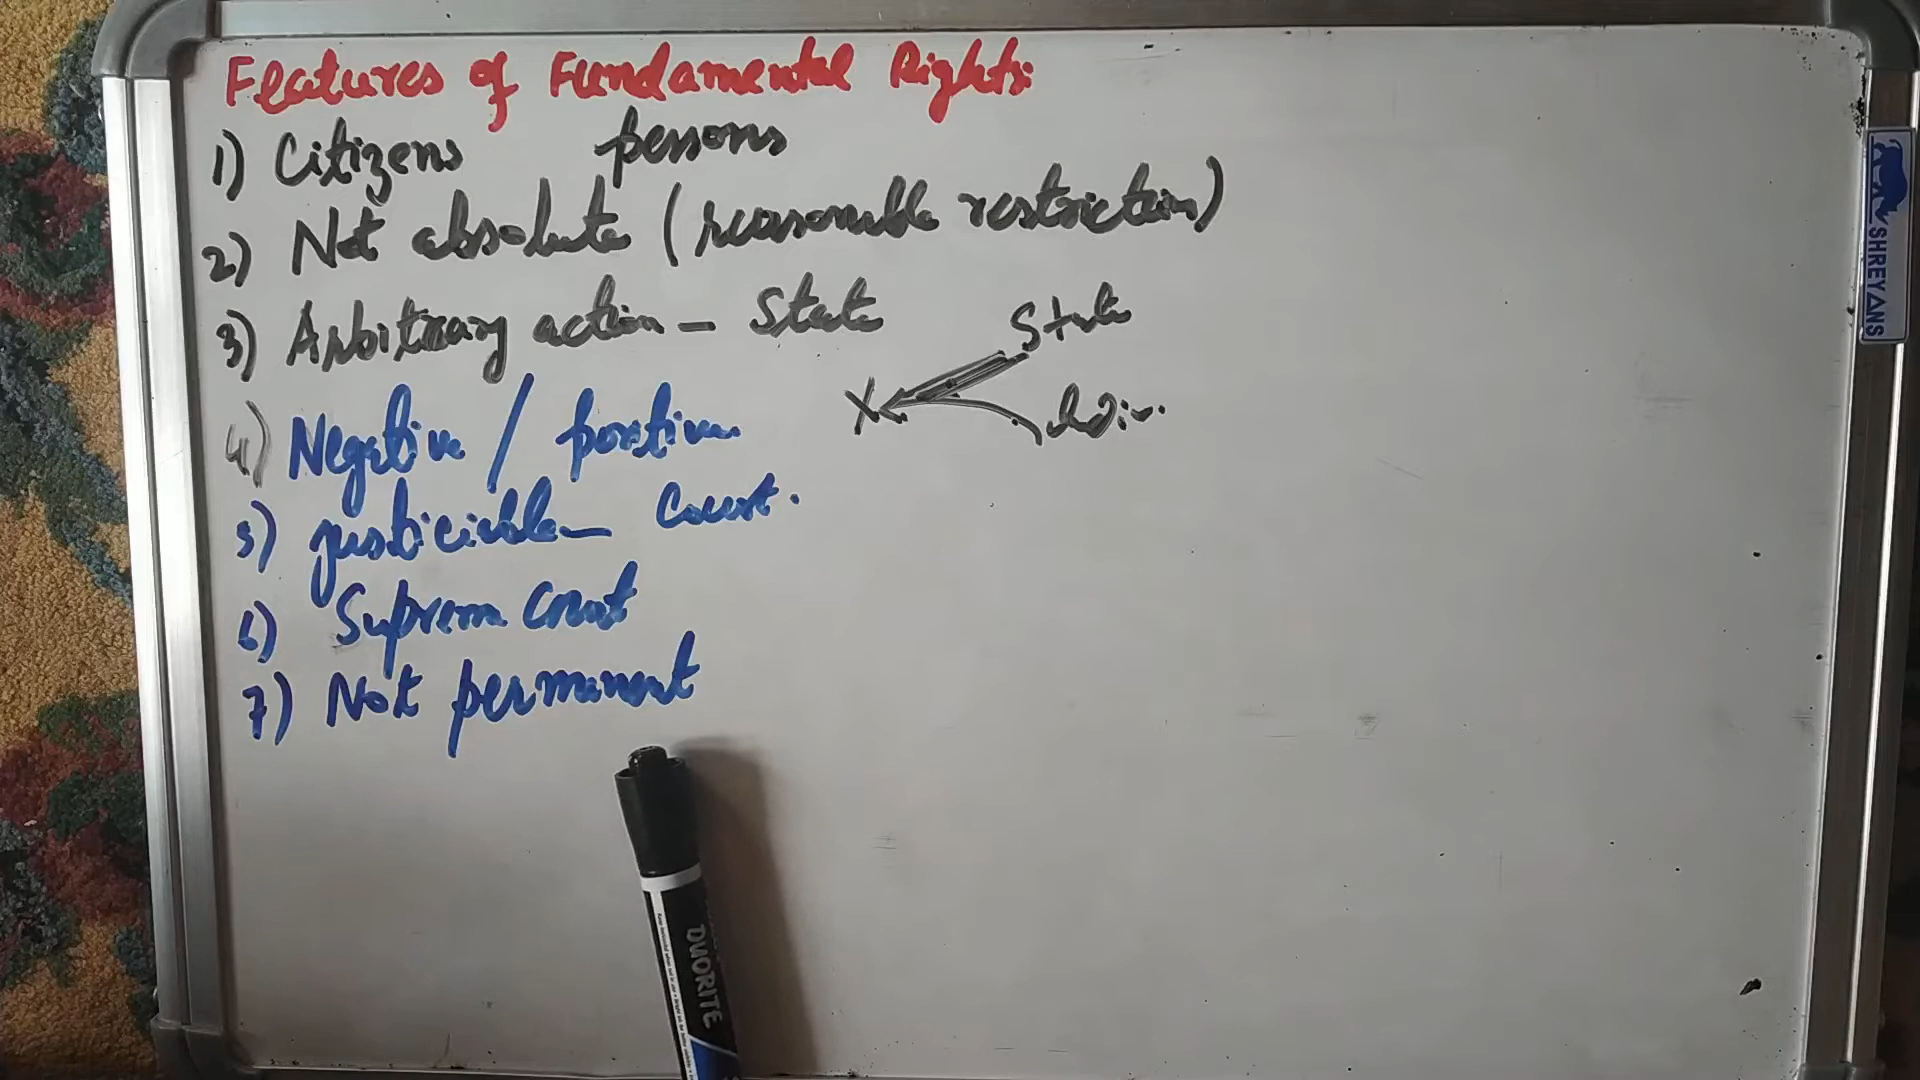 Features of Fundamental Rights:
1) Citizens persons
2) Not absolute (reasonable restriction)
3) Arbitrary action - State
State
X
Indiv.
4) Negative / positive
5) justiciable - Court.
6) Supreme Court
7) Not permanent
SHREYANS
DUORITE